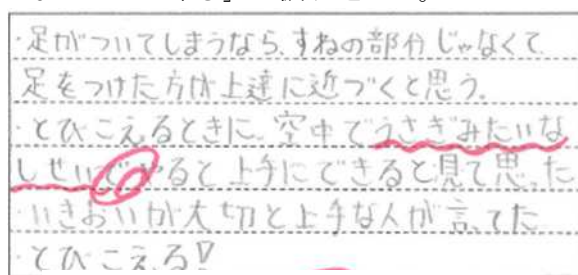 ・足がついてしまうなら、すねの部分じゃなくて
足をつけた方が上達に近づくと思う。
・とびこえるときに、空中でうさぎみたいな
しせいでやると上手にできると見て思った
・いきおいが大切と上手な人が言ってた
・とびこえる!